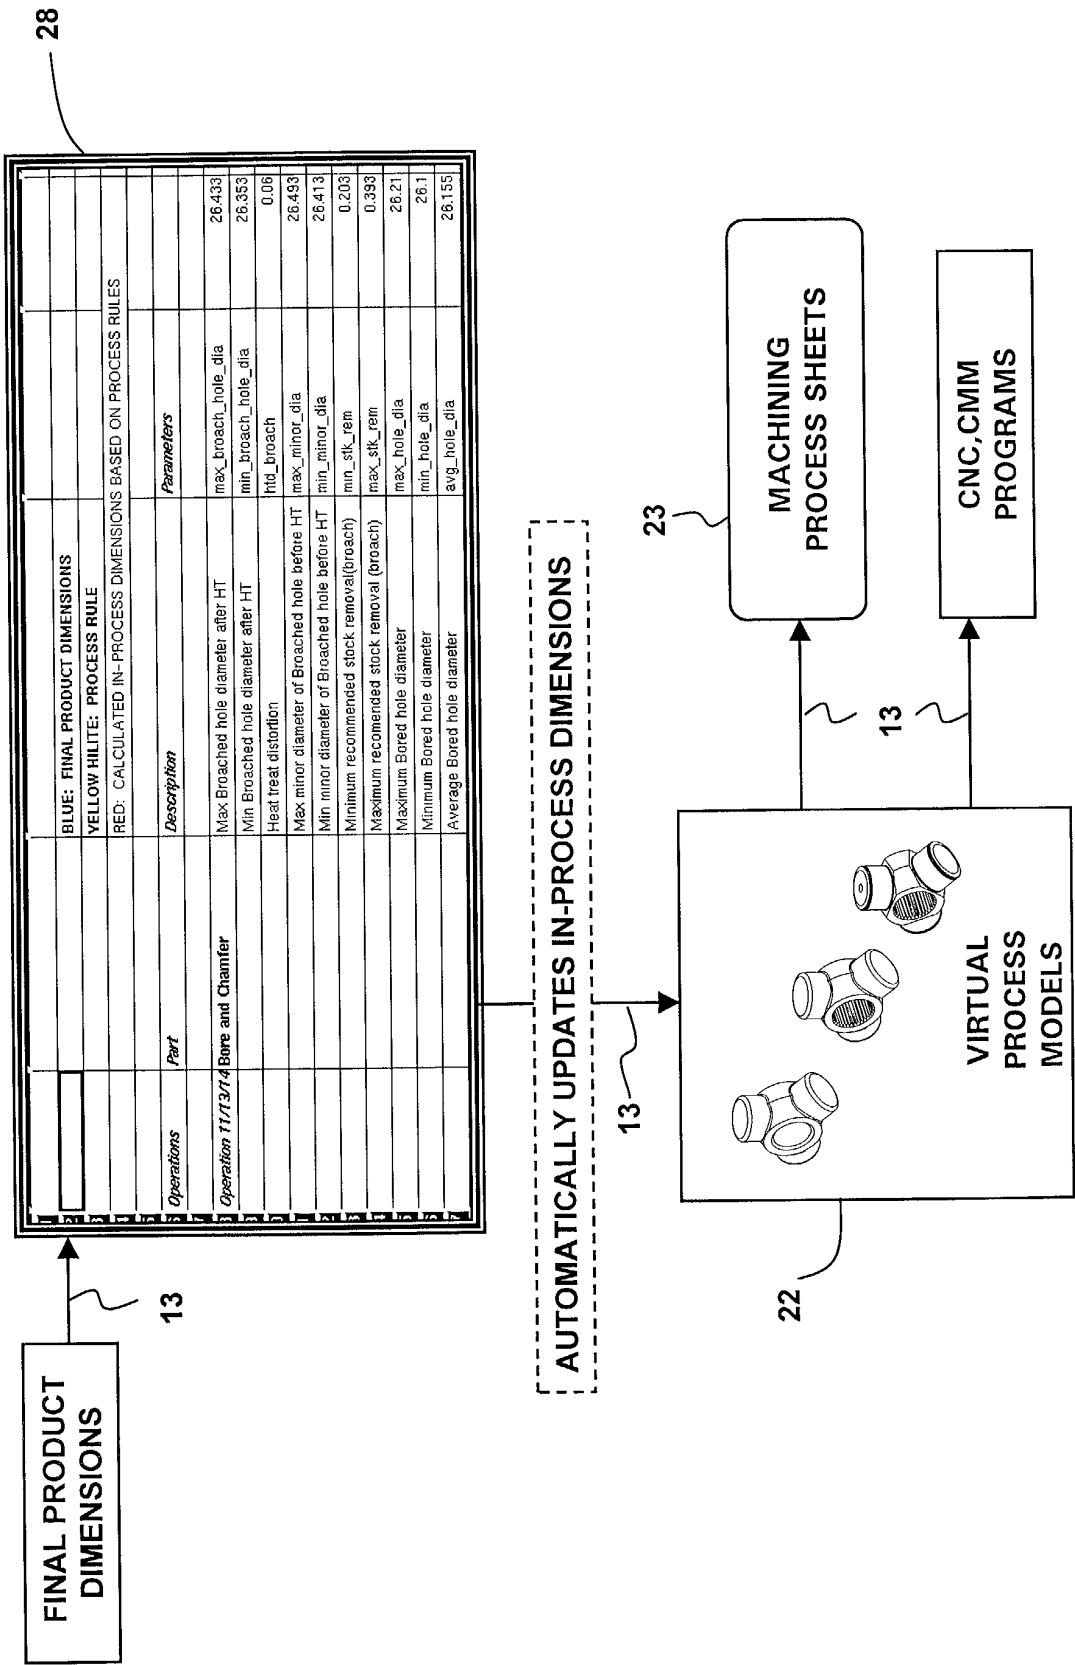 28
FINAL PRODUCT
DIMENSIONS
13
BLUE: FINAL PRODUCT DIMENSIONS
YELLOW HILITE: PROCESS RULE
RED: CALCULATED IN-PROCESS DIMENSIONS BASED ON PROCESS RULES
Operations Part Description Parameters
Operation 11/13/14 Bore and Chamfer Max Broached hole diameter after HT max_broach_hole_dia 26.433
Min Broached hole diameter after HT min_broach_hole_dia 26.353
Heat treat distortion htd_broach 0.06
Max minor diameter of Broached hole before HT max_minor_dia 26.493
Min minor diameter of Broached hole before HT min_minor_dia 26.413
Minimum recommended stock removal(broach) min_stk_rem 0.203
Maximum recomended stock removal (broach) max_stk_rem 0.393
Maximum Bored hole diameter max_hole_dia 26.21
Minimum Bored hole diameter min_hole_dia 26.1
Average Bored hole diameter avg_hole_dia 26.155
AUTOMATICALLY UPDATES IN-PROCESS DIMENSIONS
13
22
VIRTUAL
PROCESS
MODELS
13
23
MACHINING
PROCESS SHEETS
CNC,CMM
PROGRAMS